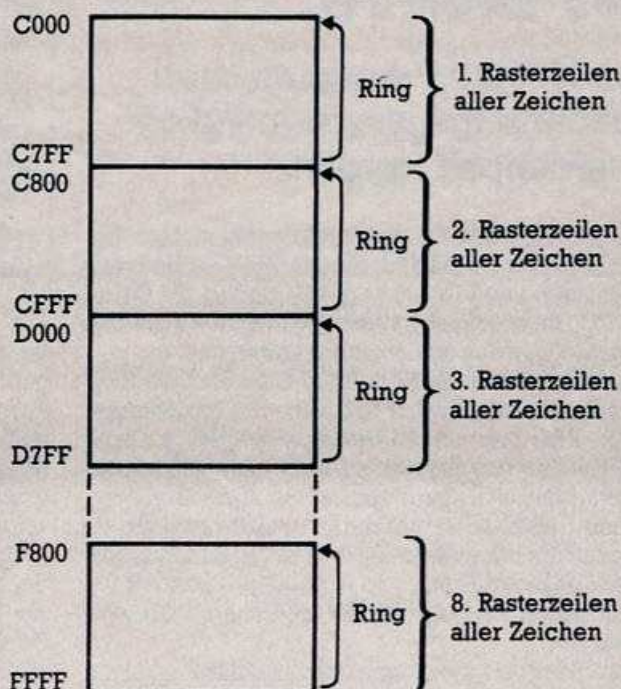 C000
Ring
1. Rasterzeilen
aller Zeichen
C7FF
C800
Ring
2. Rasterzeilen
aller Zeichen
CFFF
D000
Ring
3. Rasterzeilen
aller Zeichen
D7FF
F800
Ring
8. Rasterzeilen
aller Zeichen
FFFF